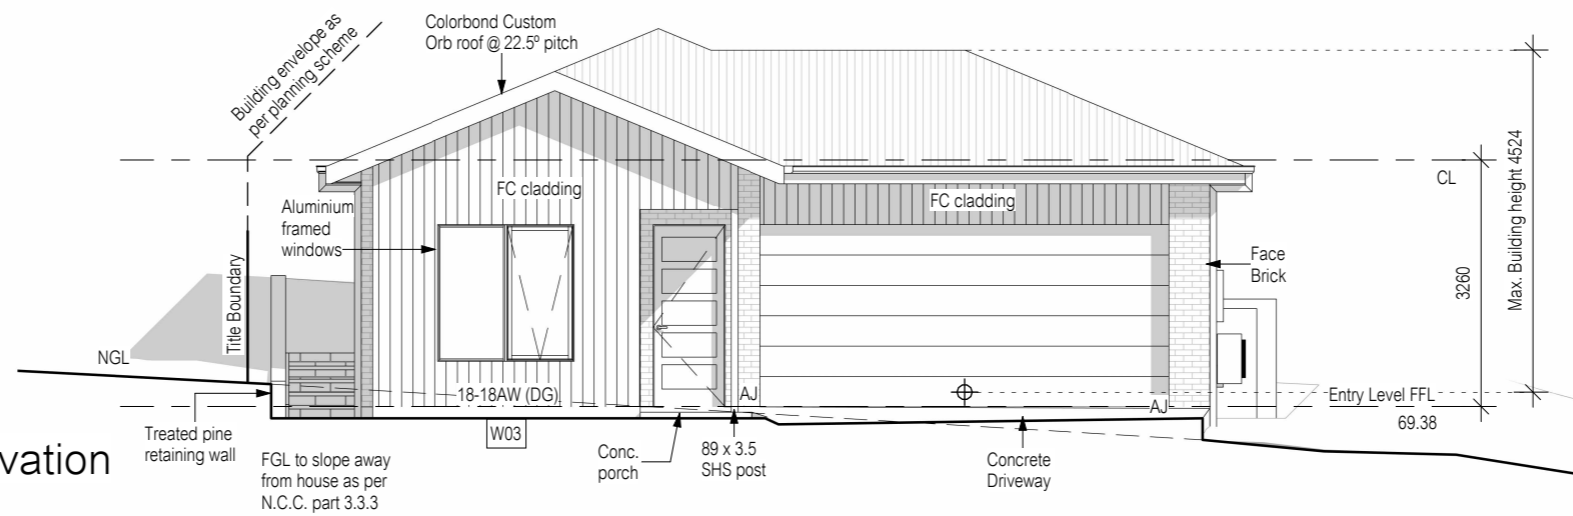 Building envelope as
per planning scheme
Colorbond Custom
Orb roof @ 22.5º pitch
FC cladding
FC cladding
CL
Max. Building height 4524
3260
Aluminium
framed
windows
Title Boundary
Face
Brick
NGL
18-18AW (DG)
AJ
AJ
Entry Level FFL
69.38
W03
Treated pine
retaining wall
FGL to slope away
from house as per
N.C.C. part 3.3.3
Conc.
porch
89 x 3.5
SHS post
Concrete
Driveway
vation